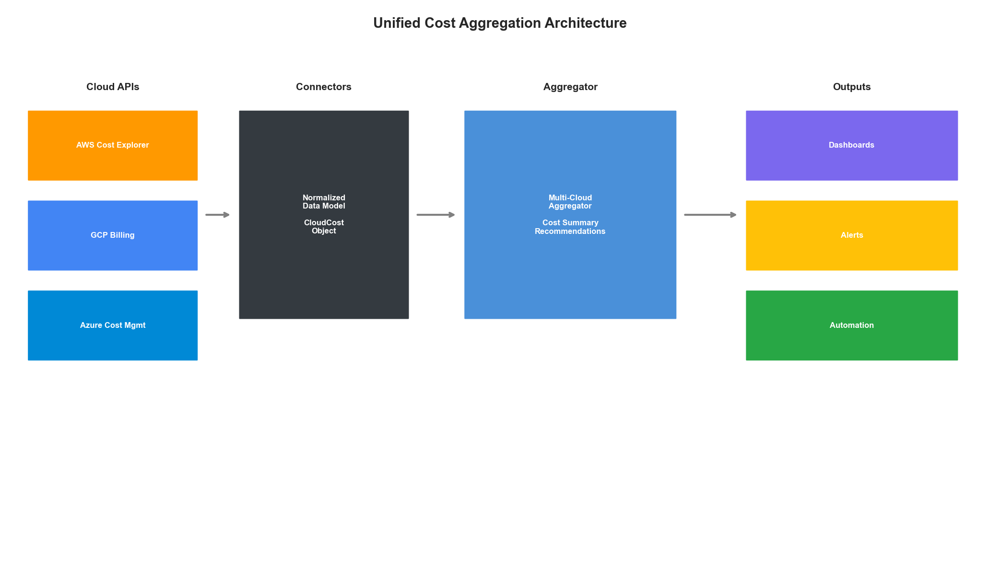 Unified Cost Aggregation Architecture
Cloud APIs
AWS Cost Explorer
GCP Billing
Azure Cost Mgmt
Connectors
Normalized
Data Model
CloudCost
Object
Aggregator
Multi-Cloud
Aggregator
Cost Summary
Recommendations
Outputs
Dashboards
Alerts
Automation